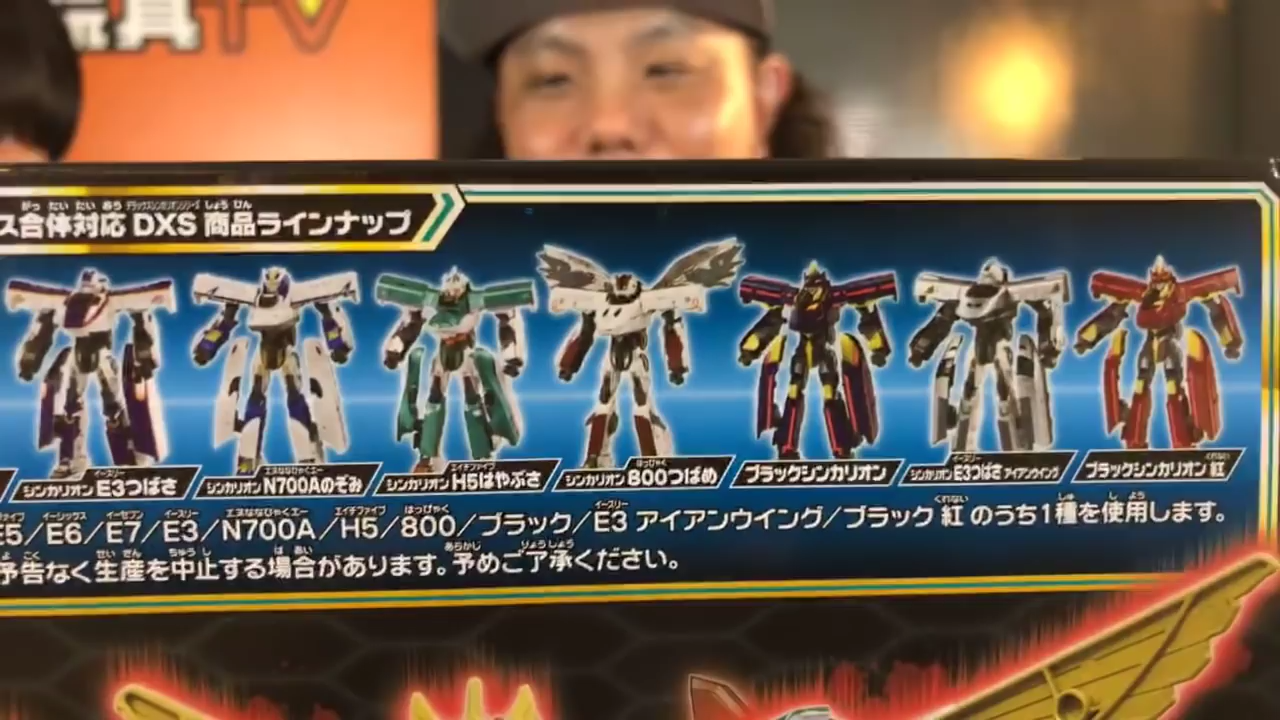 玩具TV
ス合体対応 DXS 商品ラインナップ
シンカリオン E3つばさ
シンカリオン N700Aのぞみ
シンカリオン H5はやぶさ
シンカリオン 800つばめ
ブラックシンカリオン
シンカリオン E3つばさ アイアンウイング
ブラックシンカリオン 紅
E5/E6/E7/E3/N700A/H5/800/ブラック/E3 アイアンウイング/ブラック 紅 のうち1種を使用します。
予告なく生産を中止する場合があります。予めご了承ください。